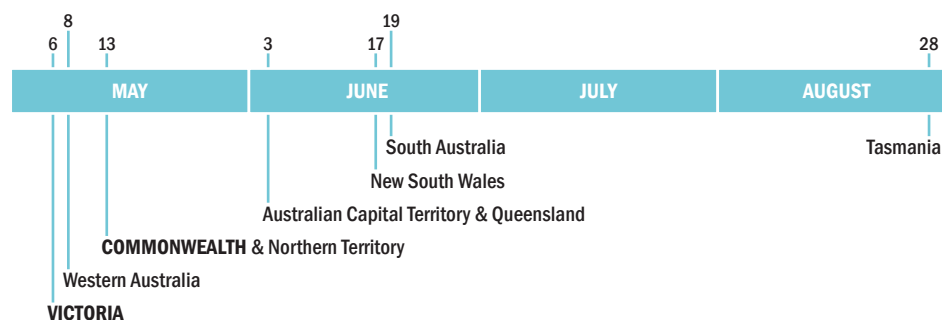 8 19
6 13 3 17 28
MAY JUNE JULY AUGUST
South Australia Tasmania
New South Wales
Australian Capital Territory & Queensland
COMMONWEALTH & Northern Territory
Western Australia
VICTORIA